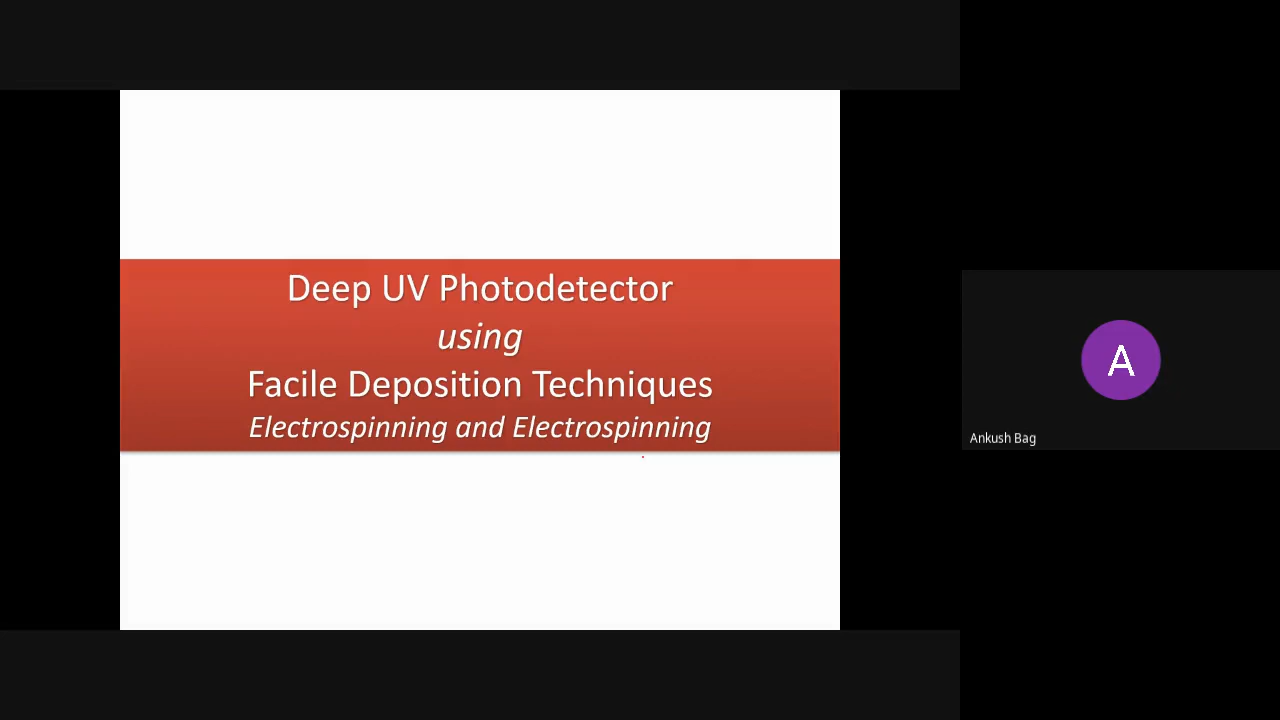 Deep UV Photodetector
using
Facile Deposition Techniques
Electrospinning and Electrospinning
A
Ankush Bag